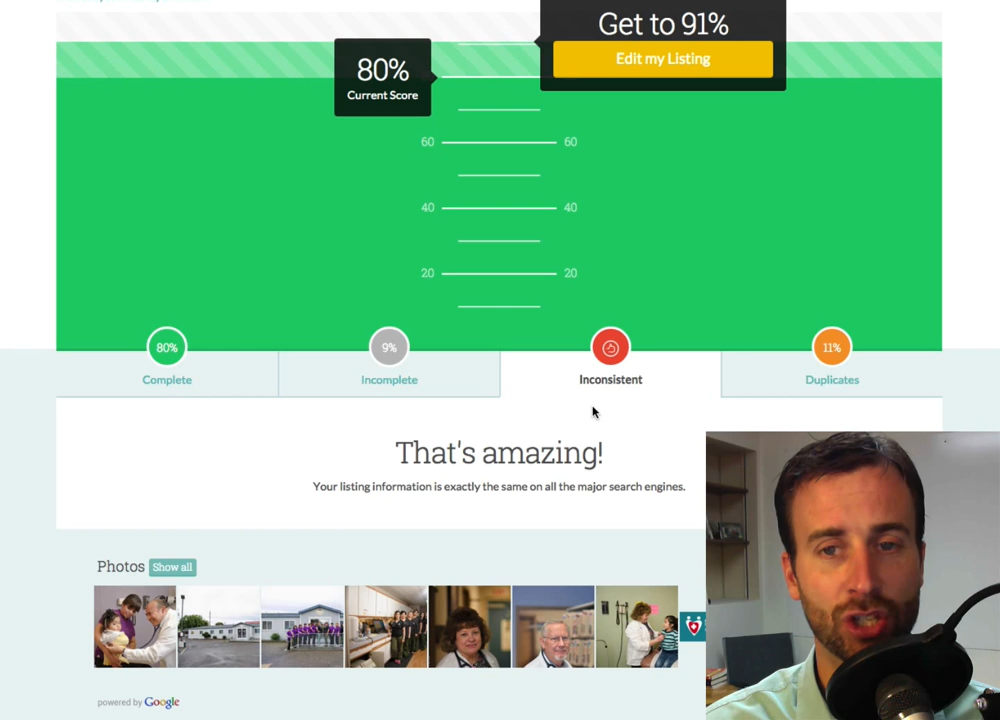 Get to 91%
Edit my Listing
80%
Current Score
60 60
40 40
20 20
80% 9% 11%
Complete Incomplete Inconsistent Duplicates
That's amazing!
Your listing information is exactly the same on all the major search engines.
Photos Show all
powered by Google